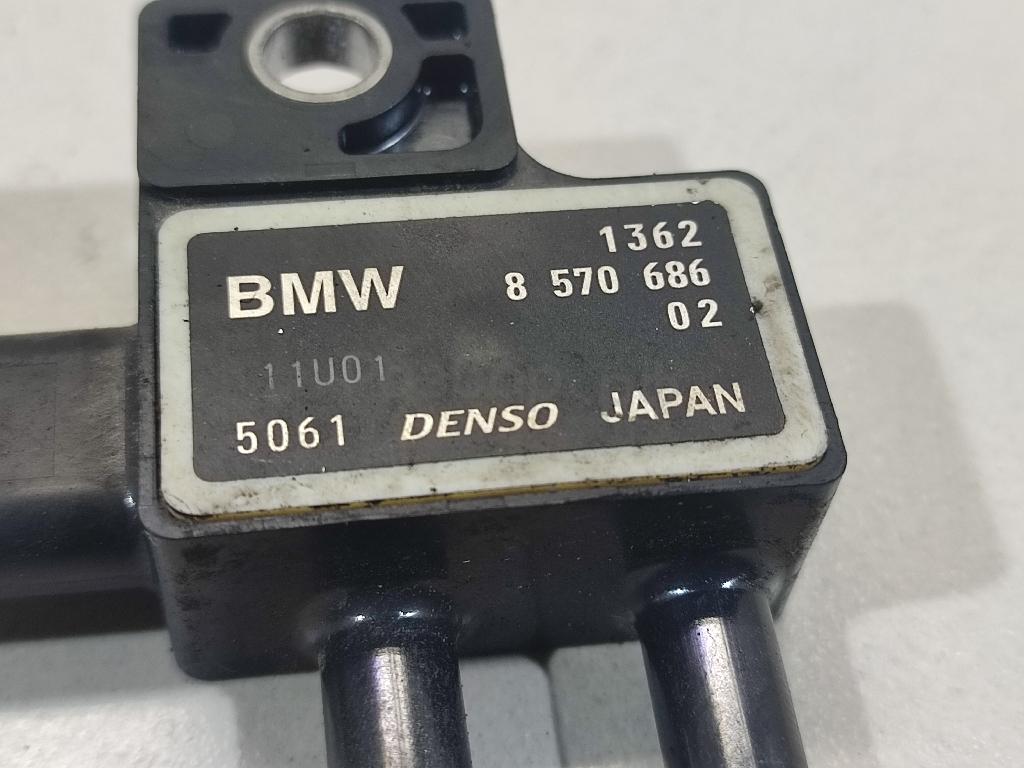 1362
BMW 8 570 686
02
11U01
5061 DENSO JAPAN